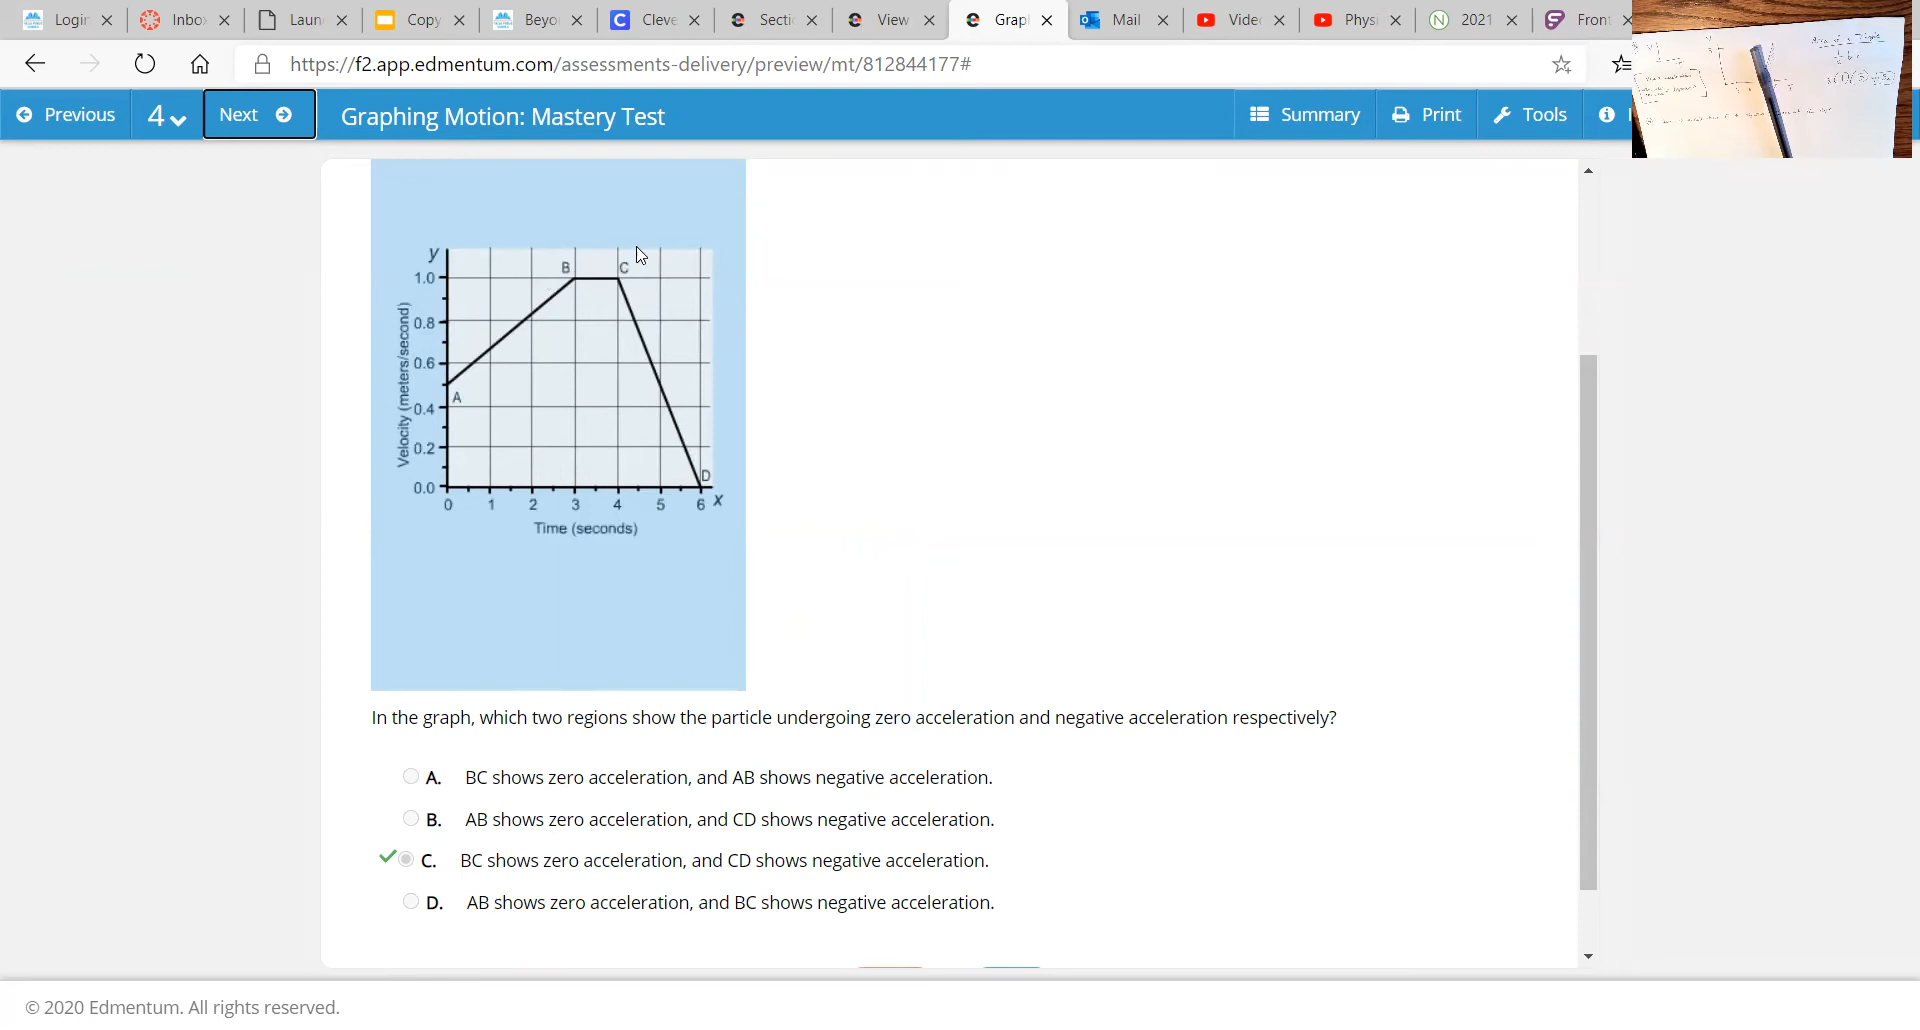 Login
Inbo
Laun
Copy
Beyo
Cleve
Secti
View
Grap
Mail
Vide
Physi
2021
Front
https://f2.app.edmentum.com/assessments-delivery/preview/mt/812844177#
Previous
4
Next
Graphing Motion: Mastery Test
Summary
Print
Tools
y
B
C
1.0
0.8
0.6
0.4
0.2
0.0
A
D
Velocity (meters/second)
0 1 2 3 4 5 6 x
Time (seconds)
In the graph, which two regions show the particle undergoing zero acceleration and negative acceleration respectively?
A. BC shows zero acceleration, and AB shows negative acceleration.
B. AB shows zero acceleration, and CD shows negative acceleration.
C. BC shows zero acceleration, and CD shows negative acceleration.
D. AB shows zero acceleration, and BC shows negative acceleration.
© 2020 Edmentum. All rights reserved.